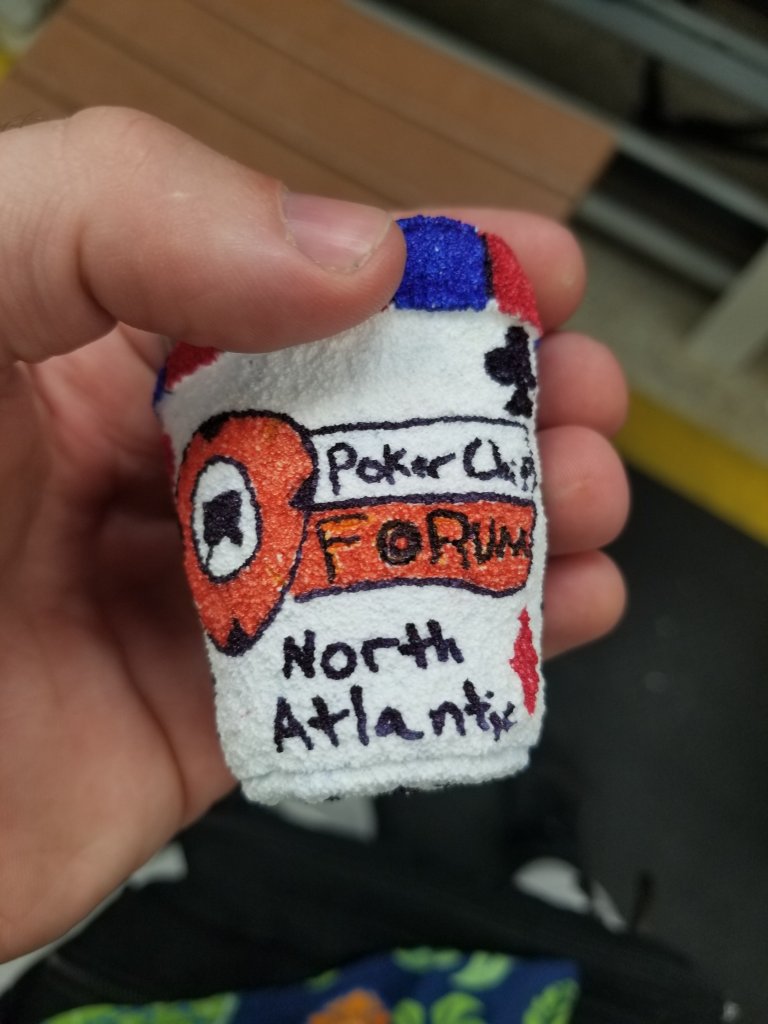 Poker Chip
FORUM
North
Atlantic